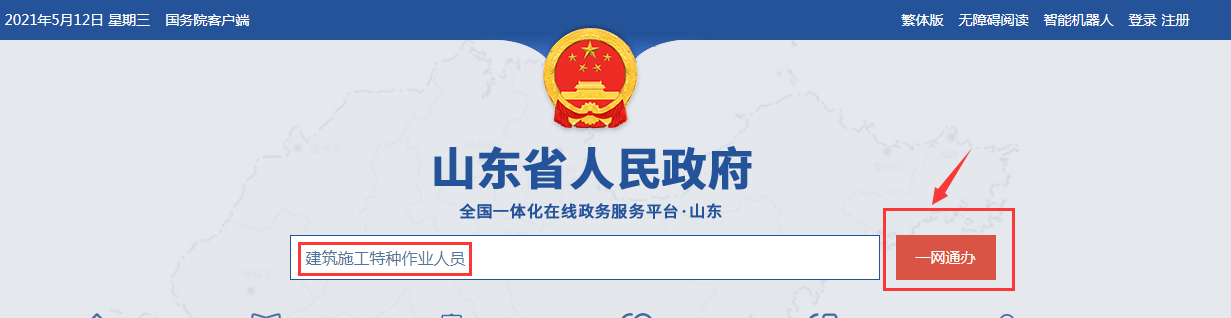 2021年5月12日 星期三 国务院客户端 繁体版 无障碍阅读 智能机器人 登录 注册
山东省人民政府
全国一体化在线政务服务平台·山东
建筑施工特种作业人员 一网通办